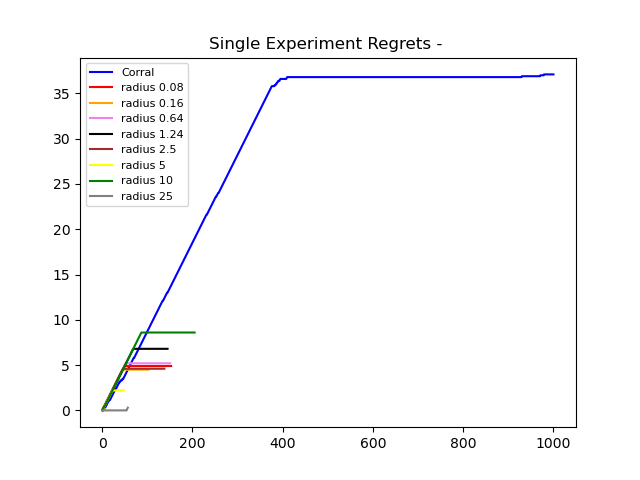 Single Experiment Regrets -
Corral
radius 0.08
radius 0.16
radius 0.64
radius 1.24
radius 2.5
radius 5
radius 10
radius 25
35
30
25
20
15
10
5
0
0 200 400 600 800 1000